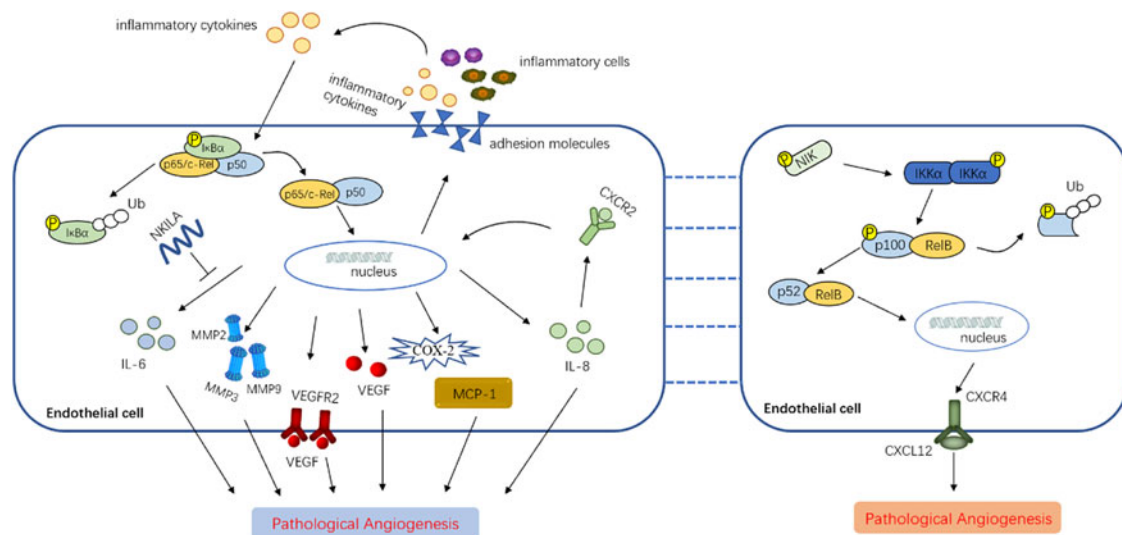 inflammatory cytokines
inflammatory cells
inflammatory
cytokines
adhesion molecules
P
IκBα
p65/c-Rel
p50
p65/c-Rel
p50
P
IκBα
Ub
NKILA
nucleus
CXCR2
IL-6
MMP2
MMP3
MMP9
VEGFR2
VEGF
VEGF
COX-2
MCP-1
IL-8
Endothelial cell
Pathological Angiogenesis
P
NIK
IKKα
IKKα
P
P
p100
RelB
Ub
P
p52
RelB
nucleus
CXCR4
Endothelial cell
CXCL12
Pathological Angiogenesis